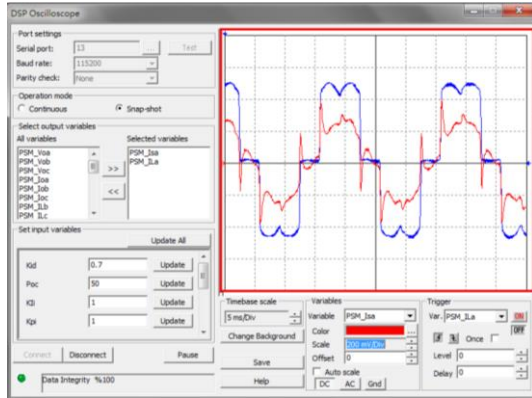 DSP Oscilloscope
Port settings
Serial port: 13 ... Test
Baud rate: 115200
Parity check: None
Operation mode
Continuous Snap-shot
Select output variables
All variables Selected variables
PSM_Voa
PSM_Vob
PSM_Voc
PSM_Ioa
PSM_Iob
PSM_Ioc
PSM_ILb
PSM_ILc
>>
<<
PSM_Isa
PSM_ILa
Set input variables
Update All
Kid 0.7 Update
Poc 50 Update
KIi 1 Update
Kpi 1 Update
Connect Disconnect Pause
Data Integrity %100
Timebase scale
5 ms/Div
Change Background
Save
Help
Variables
Variable PSM_Isa
Color ...
Scale 200 mV/Div
Offset 0
Auto scale
DC AC Gnd
Trigger
Var. PSM_ILa ON
OFF
Once
Level 0
Delay 0